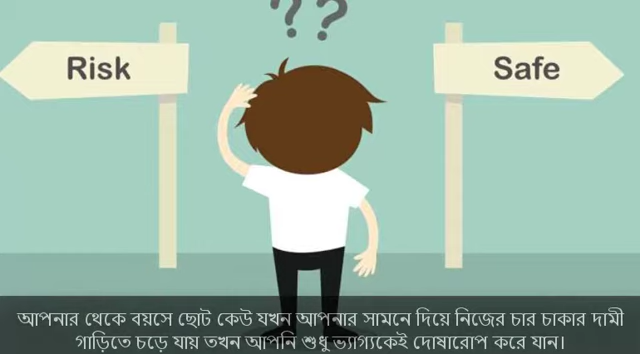 ??
Risk
Safe
আপনার থেকে বয়সে ছোট কেউ যখন আপনার সামনে দিয়ে নিজের চার চাকার দামী
গাড়িতে চড়ে যায় তখন আপনি শুধু ভ্যাগ্যকেই দোষারোপ করে যান।